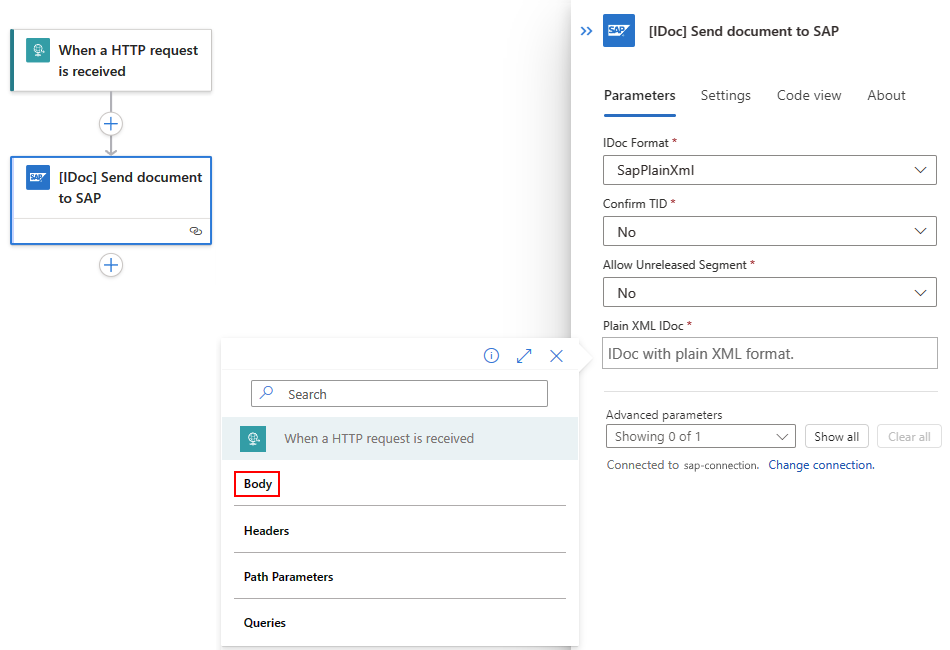 When a HTTP request
is received
SAP
[IDoc] Send document
to SAP
SAP
[IDoc] Send document to SAP
Parameters
Settings
Code view
About
IDoc Format *
SapPlainXml
Confirm TID *
No
Allow Unreleased Segment *
No
Plain XML IDoc *
IDoc with plain XML format.
Advanced parameters
Showing 0 of 1
Show all
Clear all
Connected to sap-connection. Change connection.
Search
When a HTTP request is received
Body
Headers
Path Parameters
Queries